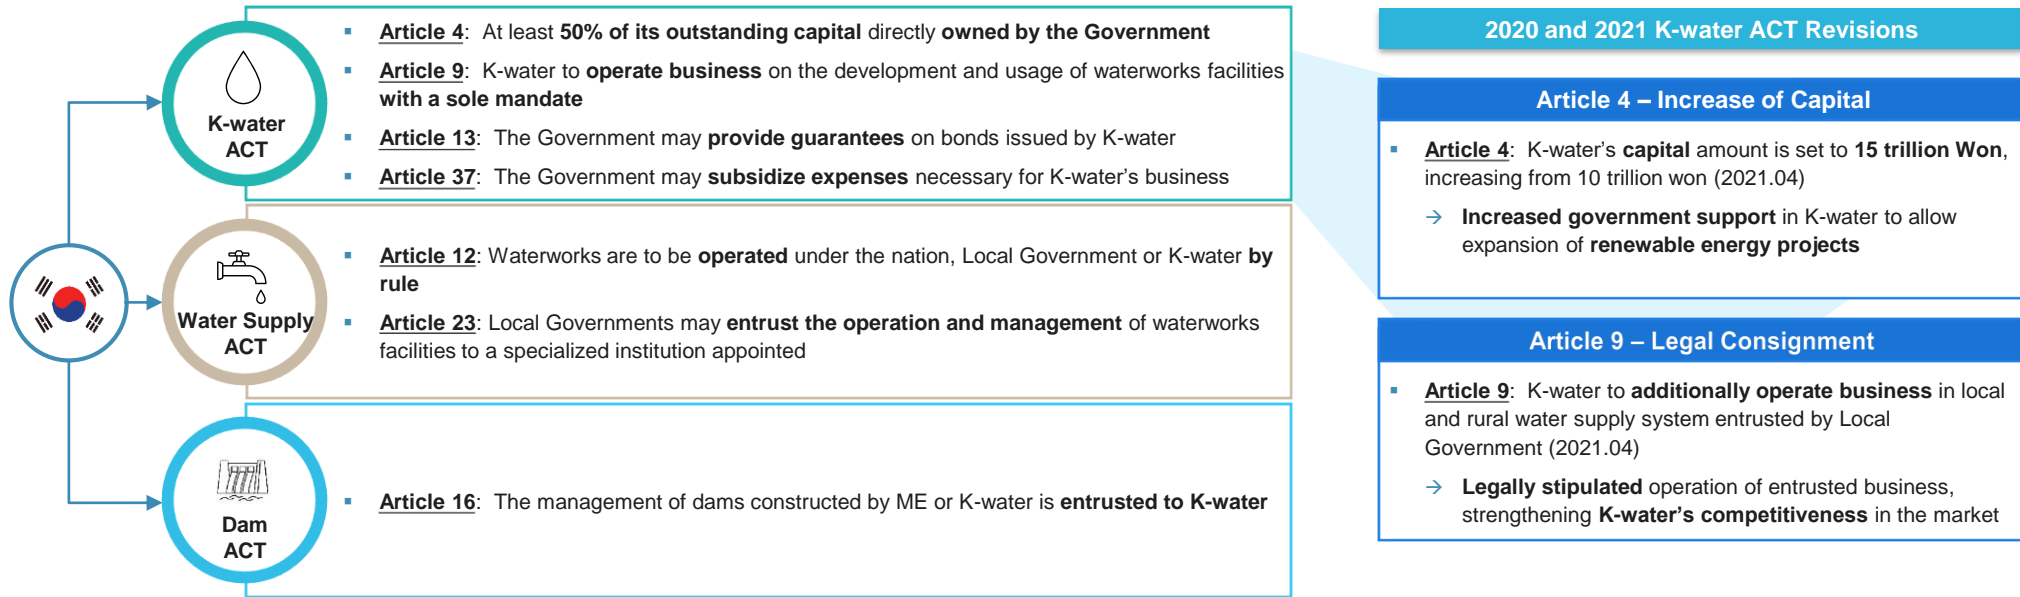 K-water
ACT
Article 4: At least 50% of its outstanding capital directly owned by the Government
Article 9: K-water to operate business on the development and usage of waterworks facilities
with a sole mandate
Article 13: The Government may provide guarantees on bonds issued by K-water
Article 37: The Government may subsidize expenses necessary for K-water's business
Water Supply
ACT
Article 12: Waterworks are to be operated under the nation, Local Government or K-water by
rule
Article 23: Local Governments may entrust the operation and management of waterworks
facilities to a specialized institution appointed
Dam
ACT
Article 16: The management of dams constructed by ME or K-water is entrusted to K-water
2020 and 2021 K-water ACT Revisions
Article 4 – Increase of Capital
Article 4: K-water's capital amount is set to 15 trillion Won,
increasing from 10 trillion won (2021.04)
→ Increased government support in K-water to allow
expansion of renewable energy projects
Article 9 – Legal Consignment
Article 9: K-water to additionally operate business in local
and rural water supply system entrusted by Local
Government (2021.04)
→ Legally stipulated operation of entrusted business,
strengthening K-water's competitiveness in the market